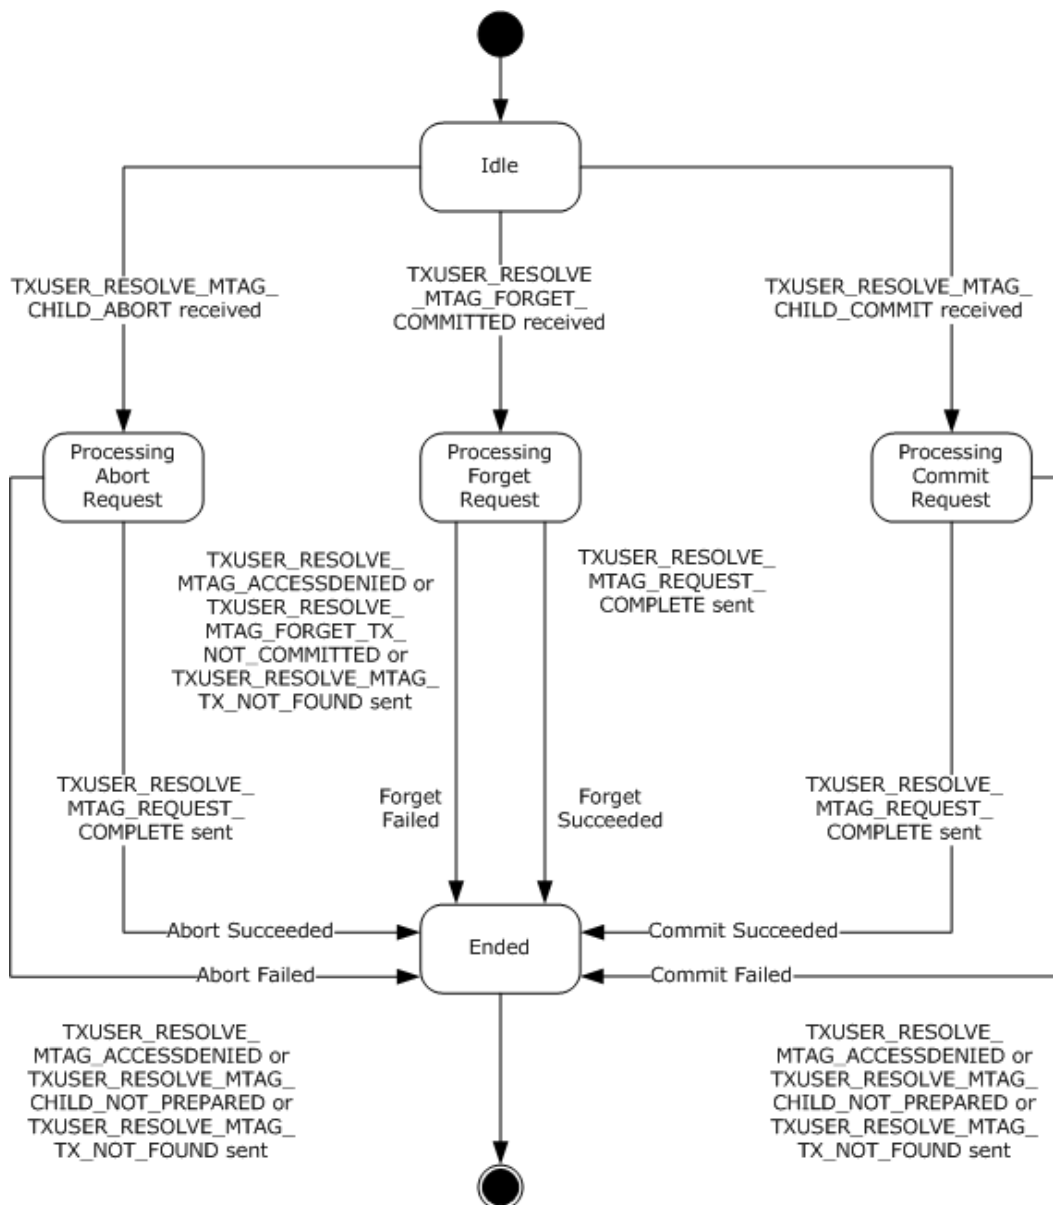 Idle
TXUSER_RESOLVE_MTAG_
CHILD_ABORT received
TXUSER_RESOLVE
_MTAG_FORGET_
COMMITTED received
TXUSER_RESOLVE_MTAG_
CHILD_COMMIT received
Processing
Abort
Request
Processing
Forget
Request
Processing
Commit
Request
TXUSER_RESOLVE_
MTAG_ACCESSDENIED or
TXUSER_RESOLVE_
MTAG_FORGET_TX_
NOT_COMMITTED or
TXUSER_RESOLVE_MTAG_
TX_NOT_FOUND sent
TXUSER_RESOLVE_
MTAG_REQUEST_
COMPLETE sent
TXUSER_RESOLVE_
MTAG_REQUEST_
COMPLETE sent
Forget
Failed
Forget
Succeeded
TXUSER_RESOLVE_
MTAG_REQUEST_
COMPLETE sent
Abort Succeeded
Abort Failed
Ended
Commit Succeeded
Commit Failed
TXUSER_RESOLVE_
MTAG_ACCESSDENIED or
TXUSER_RESOLVE_MTAG_
CHILD_NOT_PREPARED or
TXUSER_RESOLVE_MTAG_
TX_NOT_FOUND sent
TXUSER_RESOLVE_
MTAG_ACCESSDENIED or
TXUSER_RESOLVE_MTAG_
CHILD_NOT_PREPARED or
TXUSER_RESOLVE_MTAG_
TX_NOT_FOUND sent